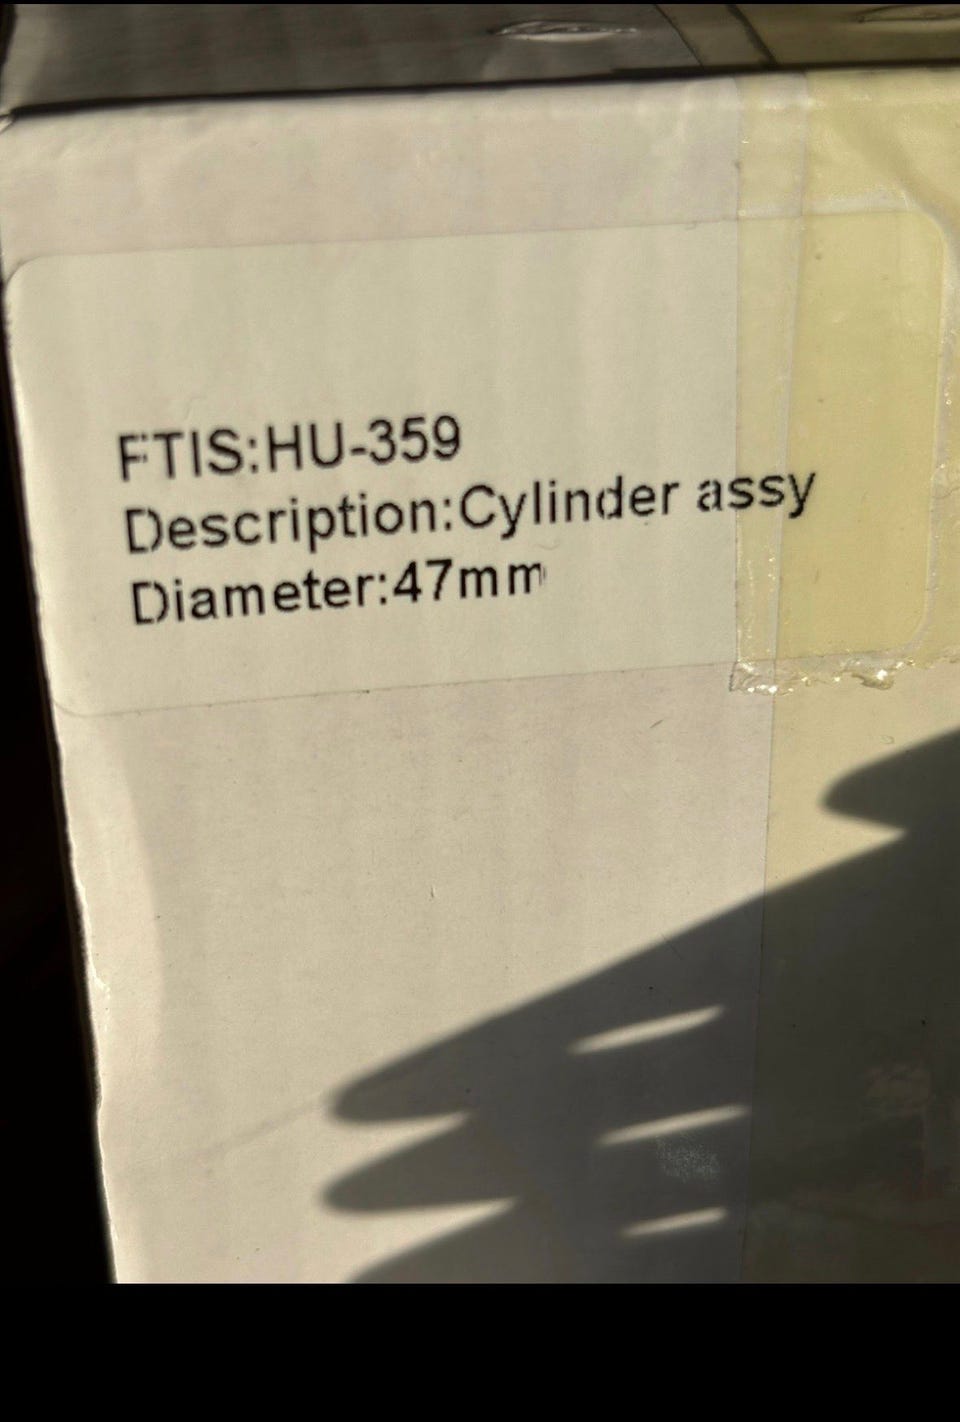 FTIS:HU-359
Description:Cylinder assy
Diameter:47mm